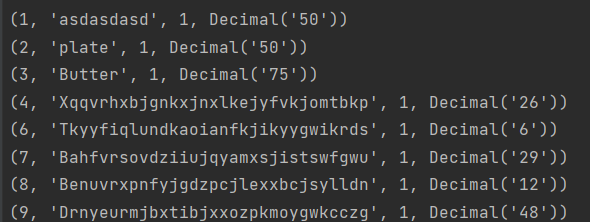 (1, 'asdasdasd', 1, Decimal('50'))
(2, 'plate', 1, Decimal('50'))
(3, 'Butter', 1, Decimal('75'))
(4, 'Xqqvrhxbjgnkxjnxlkejyfvkjomtbkp', 1, Decimal('26'))
(6, 'Tkyyfiqlundkaoianfkjikyygwikrds', 1, Decimal('6'))
(7, 'Bahfvrsovdziiujqyamxsjistswfgwu', 1, Decimal('29'))
(8, 'Benuvrxpnfyjgdzpcjlexxbcjsylldn', 1, Decimal('12'))
(9, 'Drnyeurmjbxtibjxxozpkmoygwkcczg', 1, Decimal('48'))